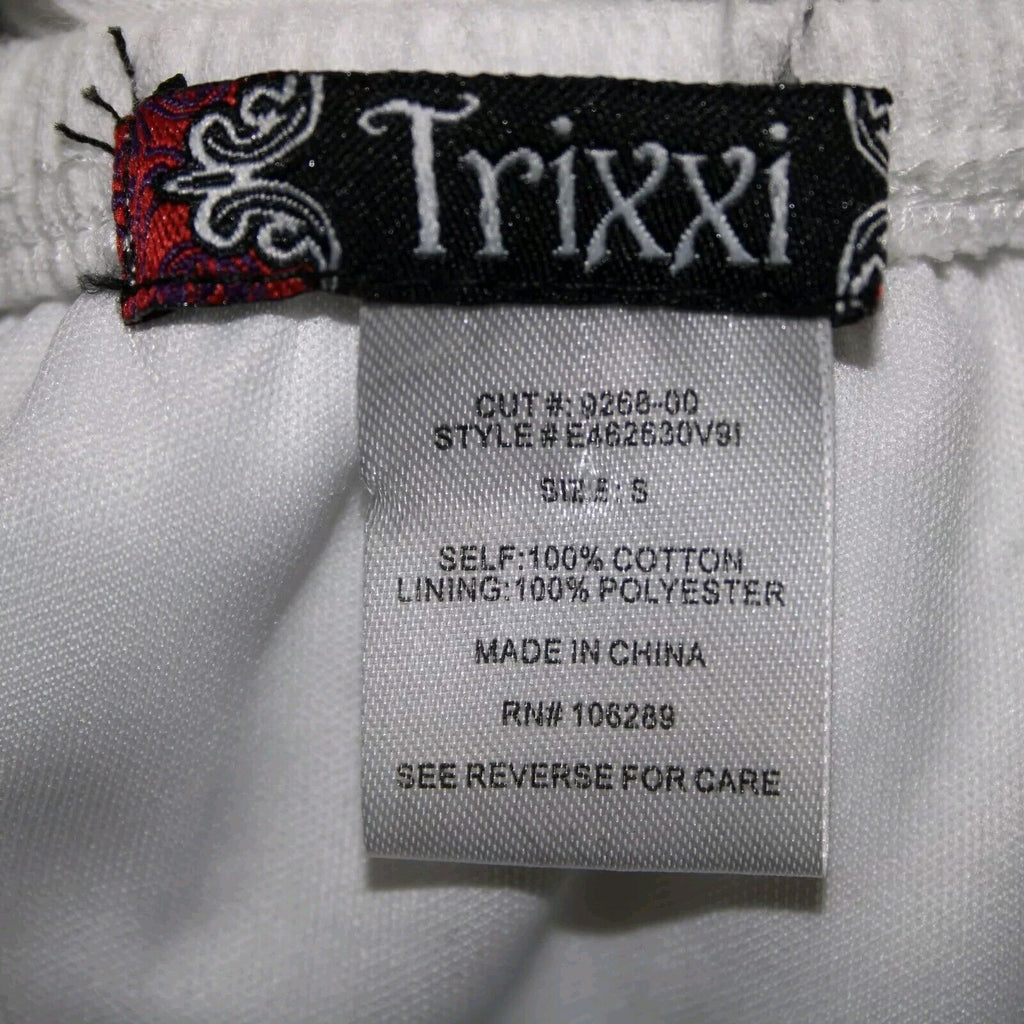 Trixxi
CUT #: 9268-00
STYLE # E462630V9I
SIZE: S
SELF:100% COTTON
LINING:100% POLYESTER
MADE IN CHINA
RN# 106289
SEE REVERSE FOR CARE